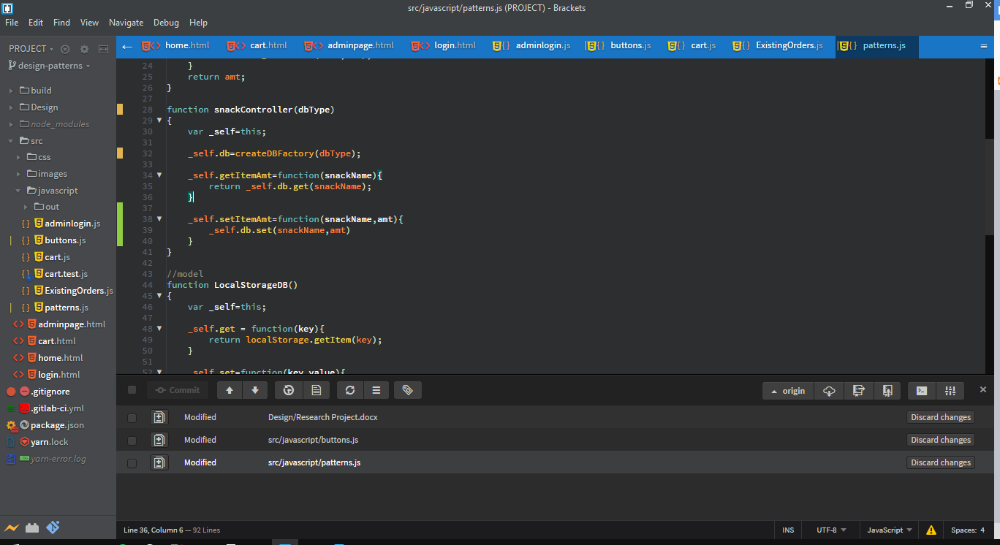 src/javascript/patterns.js (PROJECT) - Brackets
File Edit Find View Navigate Debug Help
PROJECT
design-patterns
build
Design
node_modules
src
css
images
javascript
out
adminlogin.js
buttons.js
cart.js
cart.test.js
ExistingOrders.js
patterns.js
adminpage.html
cart.html
home.html
login.html
.gitignore
.gitlab-ci.yml
package.json
yarn.lock
yarn-error.log
home.html cart.html adminpage.html login.html adminlogin.js buttons.js cart.js ExistingOrders.js patterns.js
24 }
25 return amt;
26 }
27
28 function snackController(dbType)
29 {
30 var _self=this;
31
32 _self.db=createDBFactory(dbType);
33
34 _self.getItemAmt=function(snackName){
35 return _self.db.get(snackName);
36 }
37
38 _self.setItemAmt=function(snackName,amt){
39 _self.db.set(snackName,amt)
40 }
41 }
42
43 //model
44 function LocalStorageDB()
45 {
46 var _self=this;
47
48 _self.get = function(key){
49 return localStorage.getItem(key);
50 }
51
52 _self.set=function(key,value){
Commit origin
Modified Design/Research Project.docx Discard changes
Modified src/javascript/buttons.js Discard changes
Modified src/javascript/patterns.js Discard changes
Line 36, Column 6 — 92 Lines INS UTF-8 JavaScript Spaces: 4